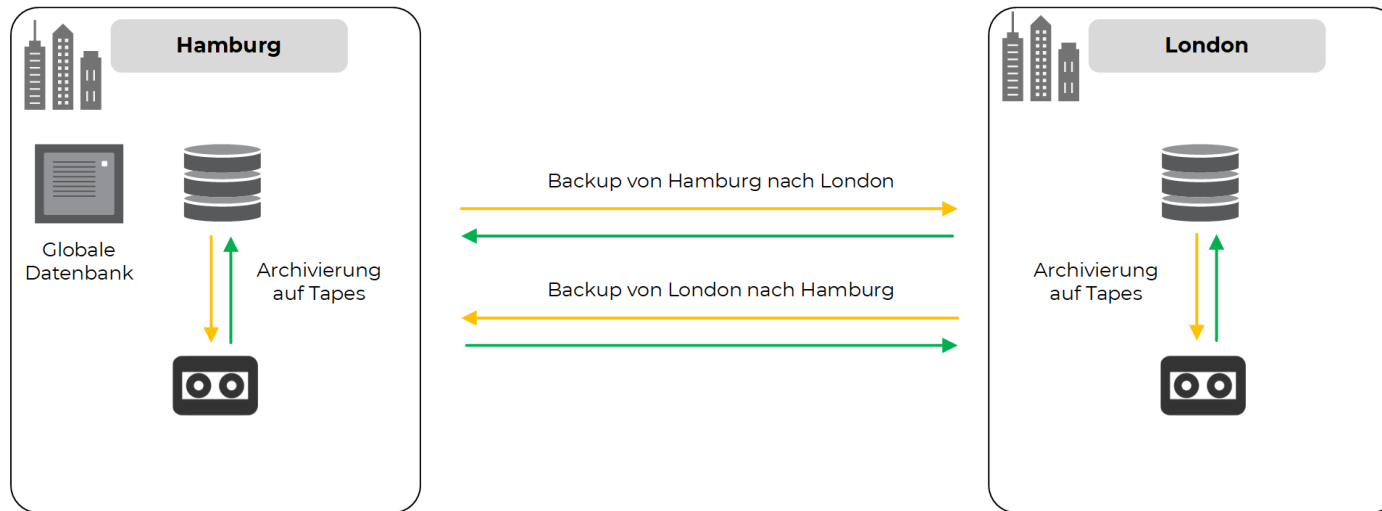 Hamburg
London
Globale
Datenbank
Archivierung
auf Tapes
Backup von Hamburg nach London
Backup von London nach Hamburg
Archivierung
auf Tapes